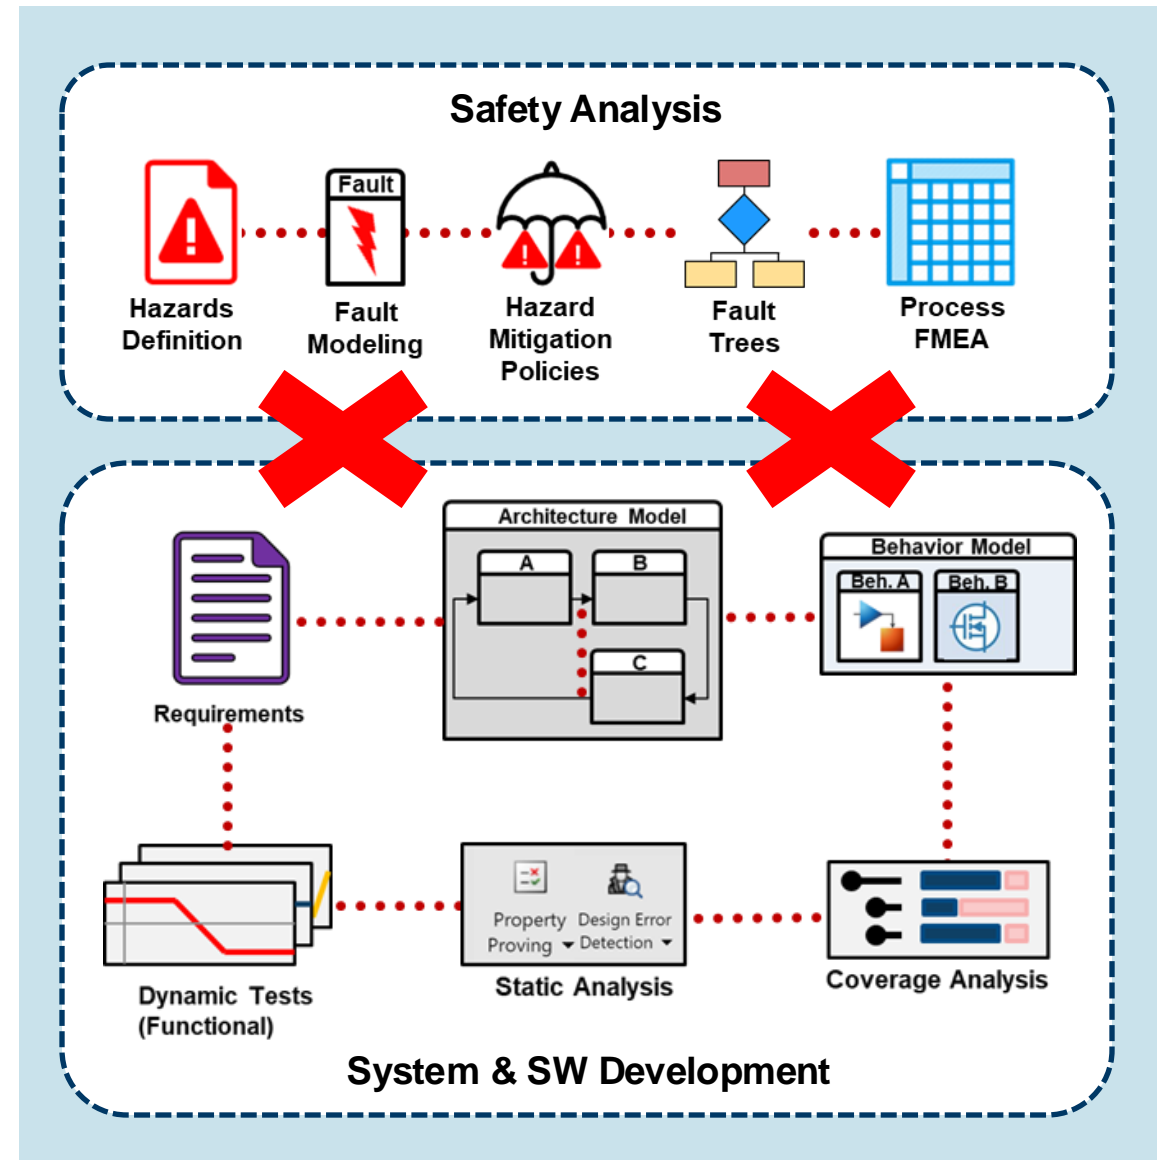 Safety Analysis
Fault
Hazards
Definition
Fault
Modeling
Hazard
Mitigation
Policies
Fault
Trees
Process
FMEA
Architecture Model
A
B
C
Behavior Model
Beh. A
Beh. B
Requirements
Property
Proving
Design Error
Detection
Static Analysis
Coverage Analysis
Dynamic Tests
(Functional)
System & SW Development